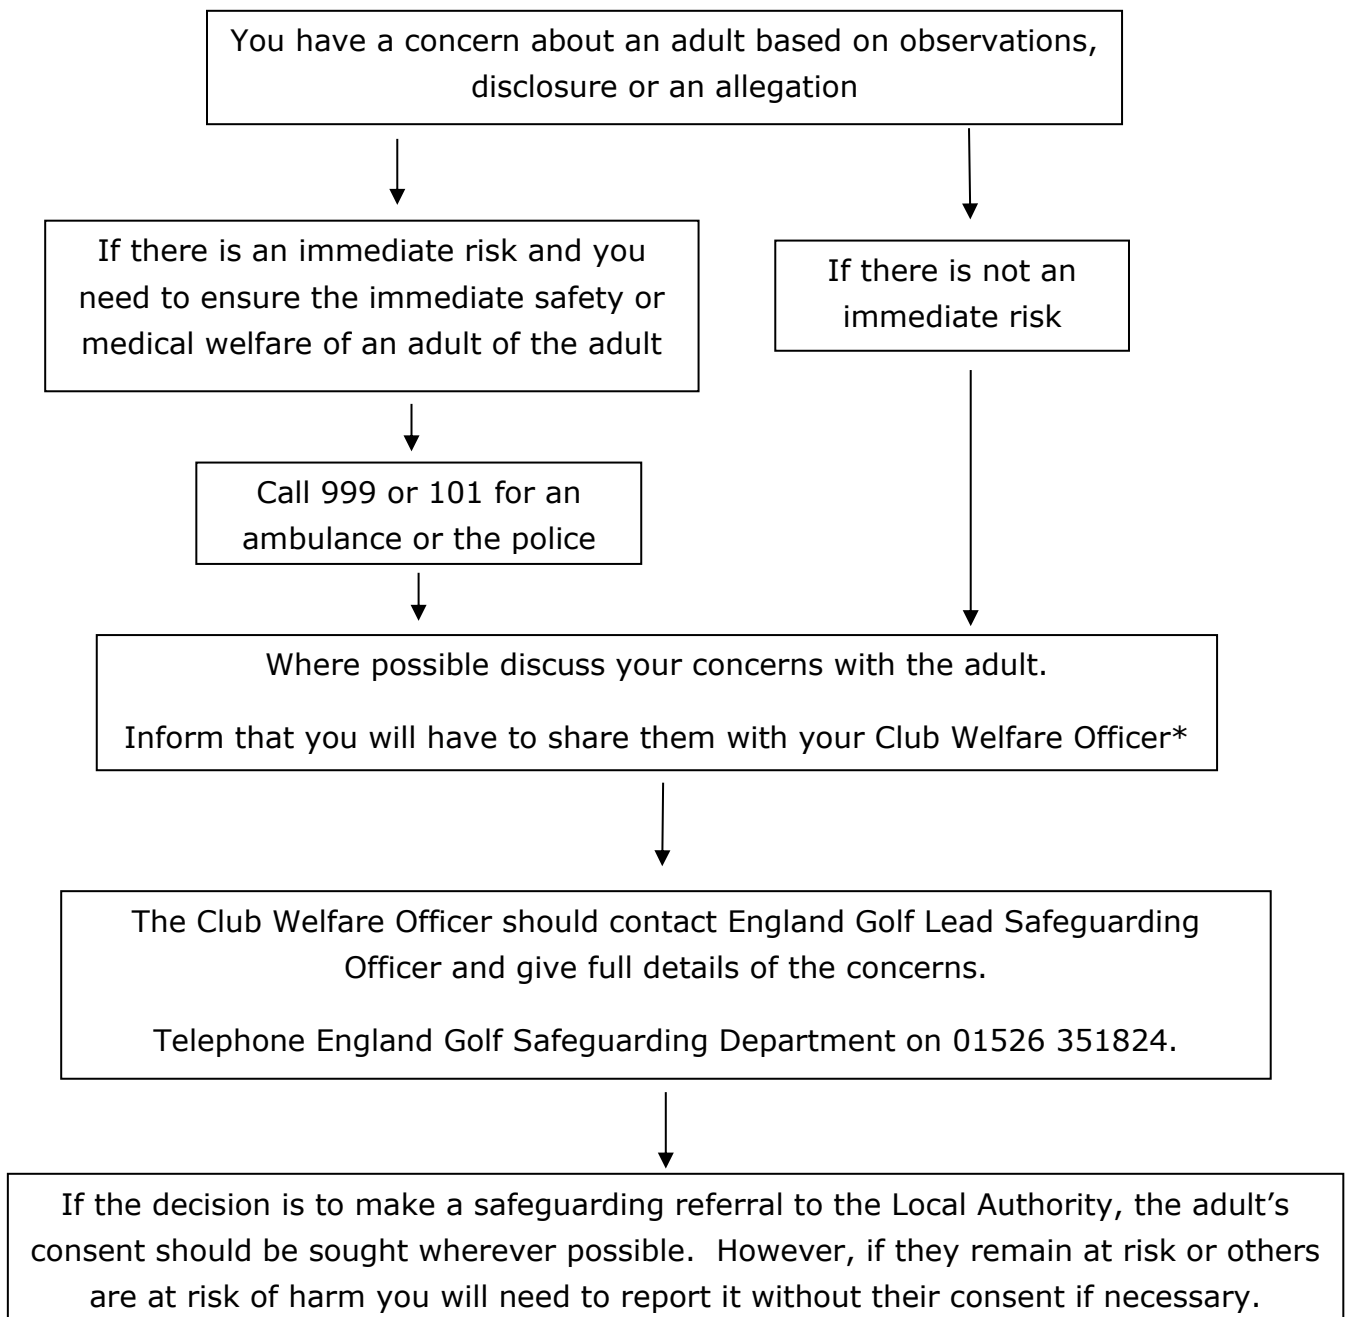 You have a concern about an adult based on observations,
disclosure or an allegation
If there is an immediate risk and you
need to ensure the immediate safety or
medical welfare of an adult of the adult
If there is not an
immediate risk
Call 999 or 101 for an
ambulance or the police
Where possible discuss your concerns with the adult.
Inform that you will have to share them with your Club Welfare Officer*
The Club Welfare Officer should contact England Golf Lead Safeguarding
Officer and give full details of the concerns.
Telephone England Golf Safeguarding Department on 01526 351824.
If the decision is to make a safeguarding referral to the Local Authority, the adult’s
consent should be sought wherever possible.  However, if they remain at risk or others
are at risk of harm you will need to report it without their consent if necessary.